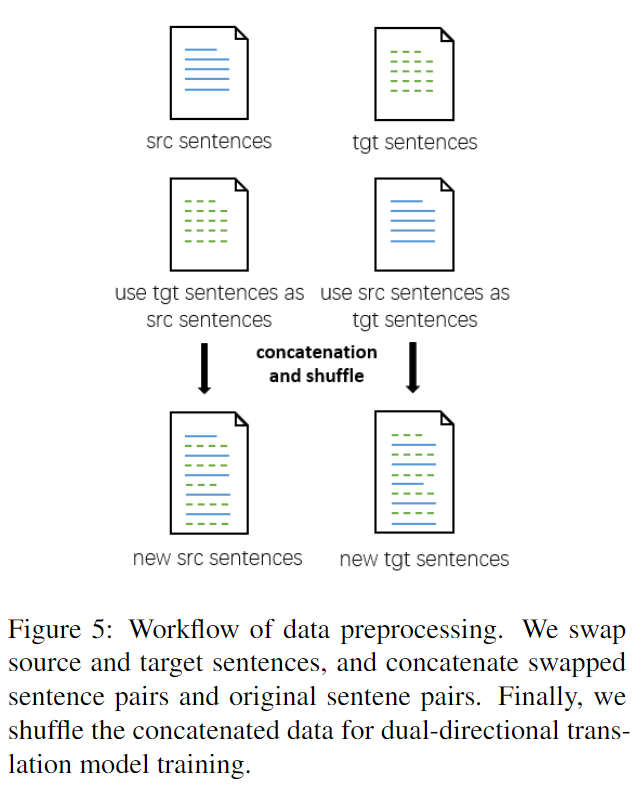 src sentences
tgt sentences
use tgt sentences as
src sentences
use src sentences as
tgt sentences
concatenation
and shuffle
new src sentences
new tgt sentences
Figure 5: Workflow of data preprocessing. We swap
source and target sentences, and concatenate swapped
sentence pairs and original sentene pairs. Finally, we
shuffle the concatenated data for dual-directional trans-
lation model training.